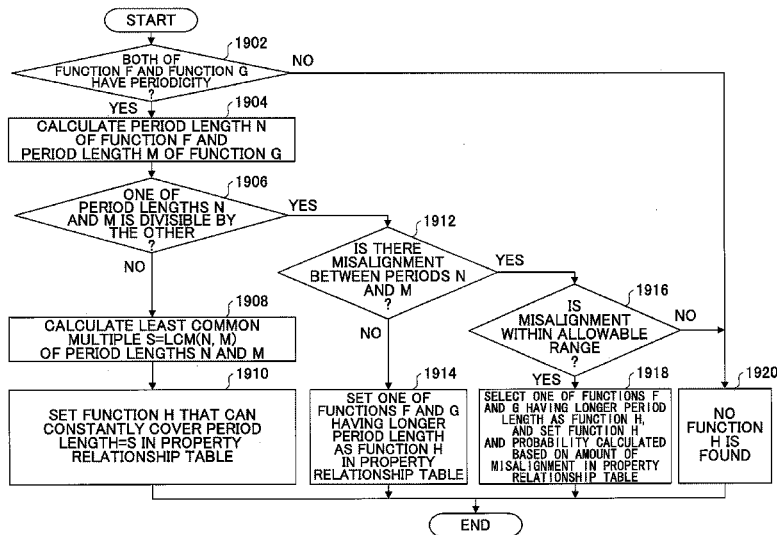 START
1902
BOTH OF
FUNCTION F AND FUNCTION G
HAVE PERIODICITY
?
NO
YES
1904
CALCULATE PERIOD LENGTH N
OF FUNCTION F AND
PERIOD LENGTH M OF FUNCTION G
1906
ONE OF
PERIOD LENGTHS N
AND M IS DIVISIBLE BY
THE OTHER
?
YES
NO
1912
IS THERE
MISALIGNMENT
BETWEEN PERIODS N
AND M
?
YES
NO
1916
IS
MISALIGNMENT
WITHIN ALLOWABLE
RANGE
?
NO
YES
1908
CALCULATE LEAST COMMON
MULTIPLE S=LCM(N, M)
OF PERIOD LENGTHS N AND M
1910
SET FUNCTION H THAT CAN
CONSTANTLY COVER PERIOD
LENGTH=S IN PROPERTY
RELATIONSHIP TABLE
1914
SET ONE OF
FUNCTIONS F AND G
HAVING LONGER
PERIOD LENGTH
AS FUNCTION H
IN PROPERTY
RELATIONSHIP TABLE
1918
SELECT ONE OF FUNCTIONS F
AND G HAVING LONGER PERIOD
LENGTH AS FUNCTION H,
AND SET FUNCTION H
AND PROBABILITY CALCULATED
BASED ON AMOUNT OF
MISALIGNMENT IN PROPERTY
RELATIONSHIP TABLE
1920
NO
FUNCTION
H IS
FOUND
END